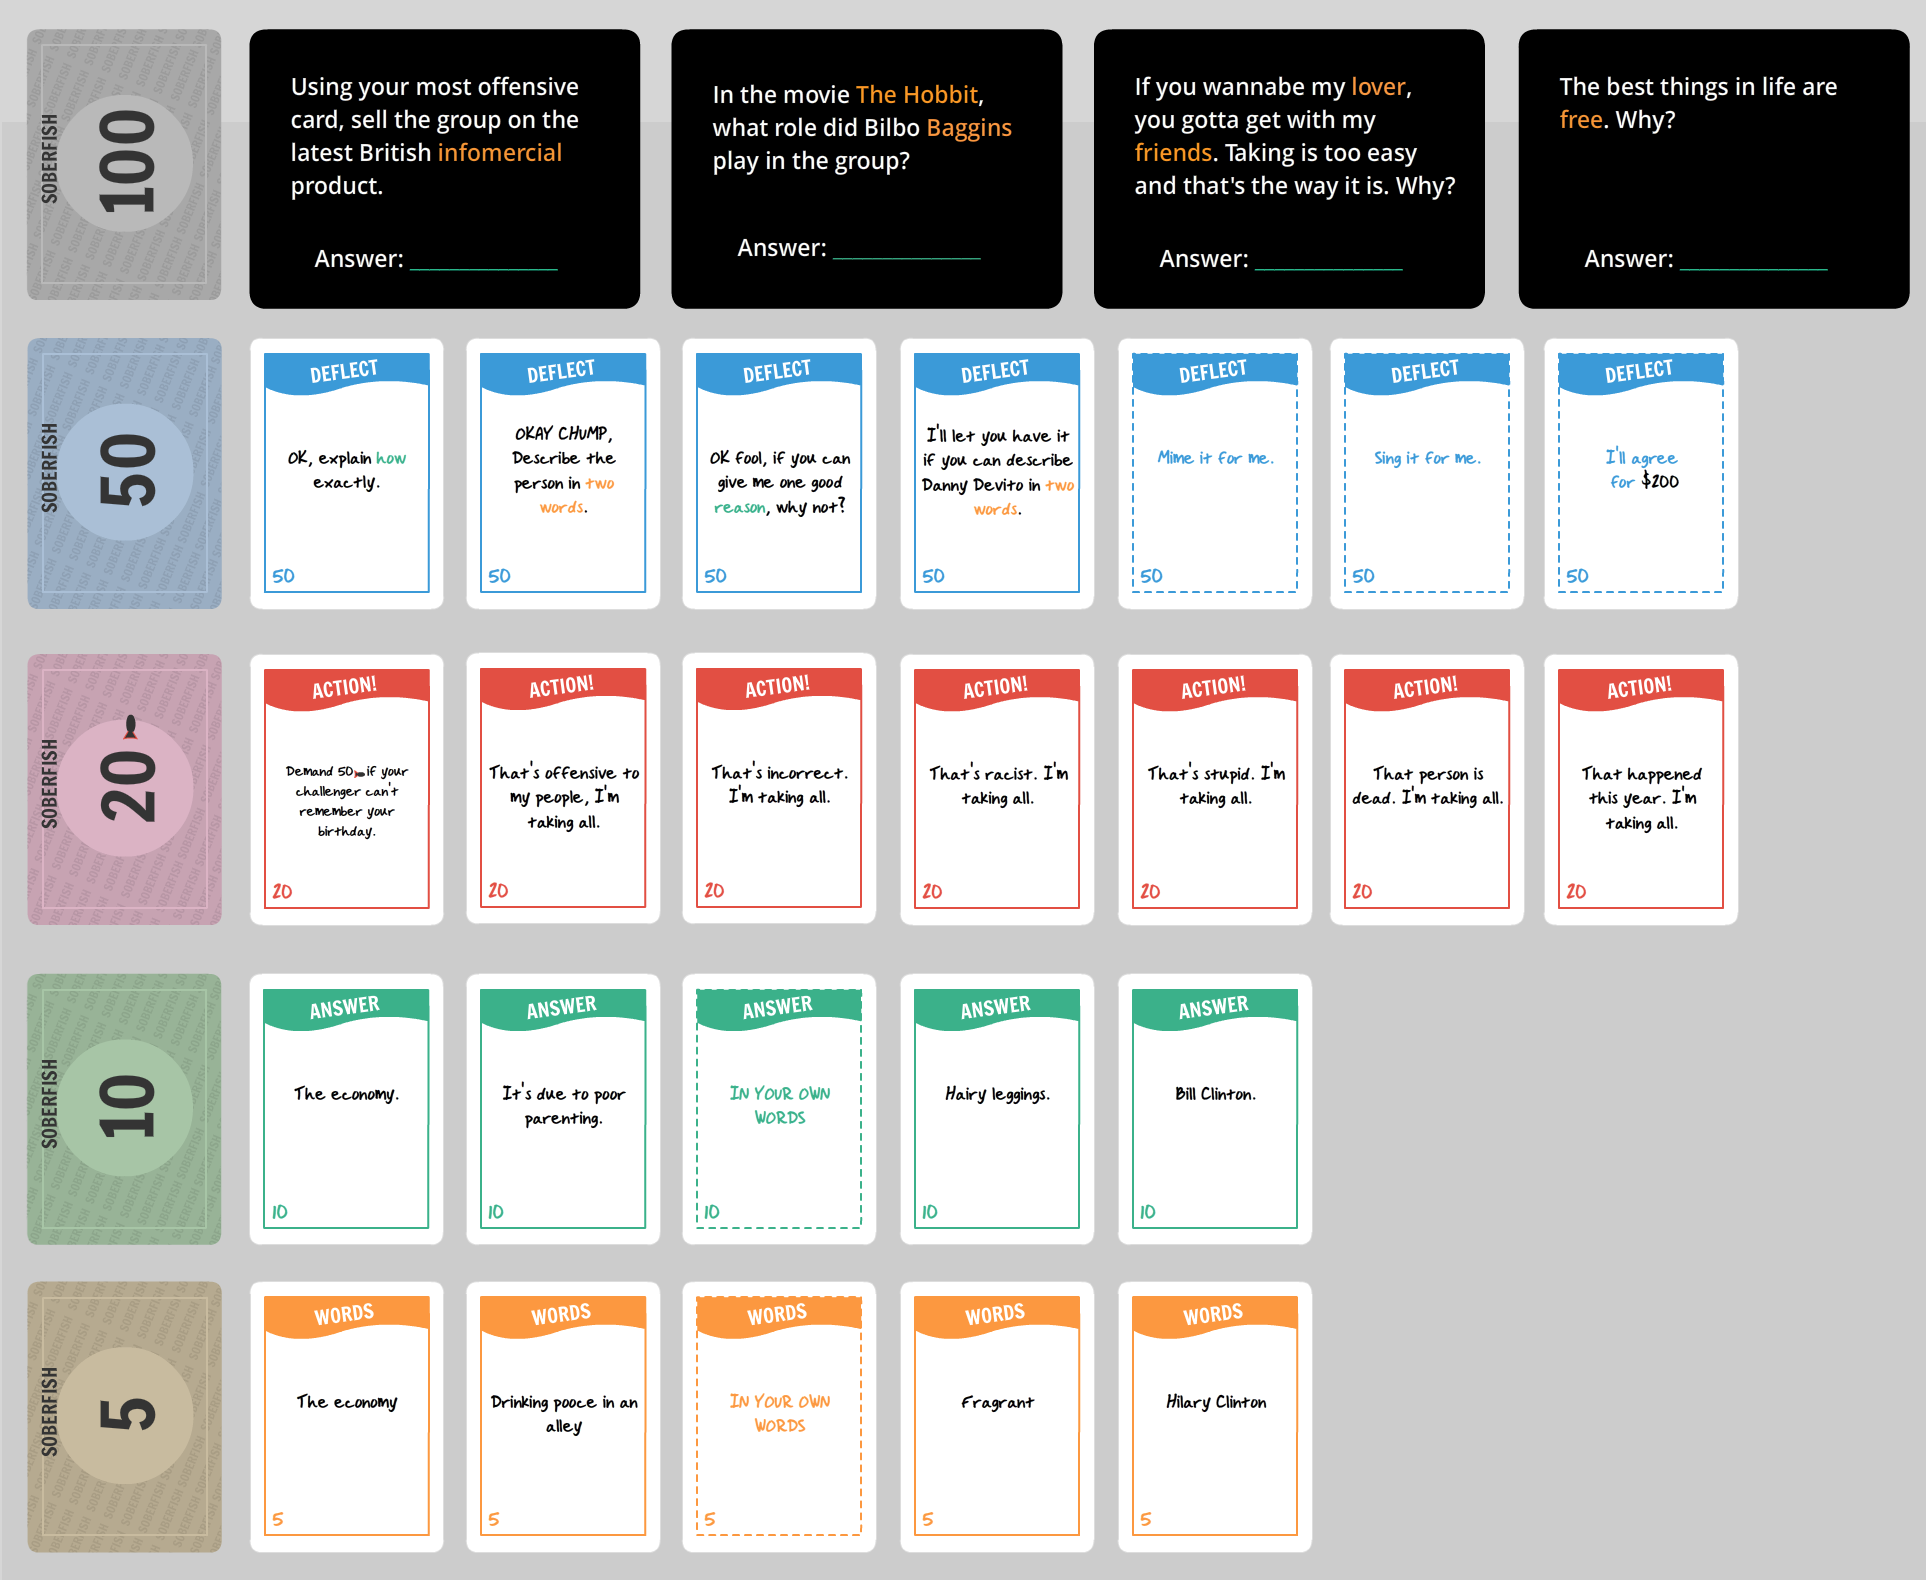 SOBERFISH
100
Using your most offensive
card, sell the group on the
latest British infomercial
product.
Answer: ____________
In the movie The Hobbit,
what role did Bilbo Baggins
play in the group?
Answer: ____________
If you wannabe my lover,
you gotta get with my
friends. Taking is too easy
and that's the way it is. Why?
Answer: ____________
The best things in life are
free. Why?
Answer: ____________
SOBERFISH
50
DEFLECT
OK, explain how
exactly.
50
DEFLECT
OKAY CHUMP,
Describe the
person in two
words.
50
DEFLECT
OK fool, if you can
give me one good
reason, why not?
50
DEFLECT
I'll let you have it
if you can describe
Danny Devito in two
words.
50
DEFLECT
Mime it for me.
50
DEFLECT
Sing it for me.
50
DEFLECT
I'll agree
for $200
50
SOBERFISH
20
ACTION!
Demand 50 if your
challenger can't
remember your
birthday.
20
ACTION!
That's offensive to
my people, I'm
taking all.
20
ACTION!
That's incorrect.
I'm taking all.
20
ACTION!
That's racist. I'm
taking all.
20
ACTION!
That's stupid. I'm
taking all.
20
ACTION!
That person is
dead. I'm taking all.
20
ACTION!
That happened
this year. I'm
taking all.
20
SOBERFISH
10
ANSWER
The economy.
10
ANSWER
It's due to poor
parenting.
10
ANSWER
IN YOUR OWN
WORDS
10
ANSWER
Hairy leggings.
10
ANSWER
Bill Clinton.
10
SOBERFISH
5
WORDS
The economy
5
WORDS
Drinking pooce in an
alley
5
WORDS
IN YOUR OWN
WORDS
5
WORDS
Fragrant
5
WORDS
Hilary Clinton
5